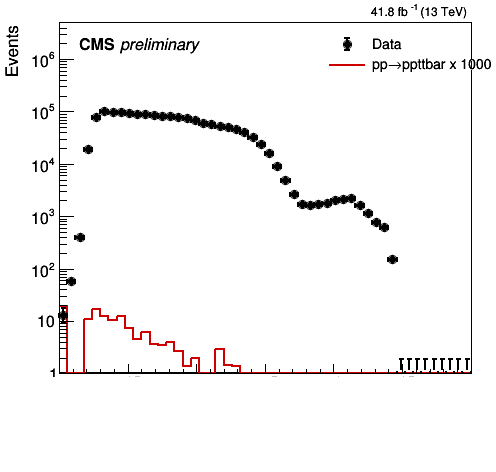 41.8 fb⁻¹ (13 TeV)
Events
CMS preliminary
Data
pp→ppttbar x 1000
10⁶
10⁵
10⁴
10³
10²
10
1